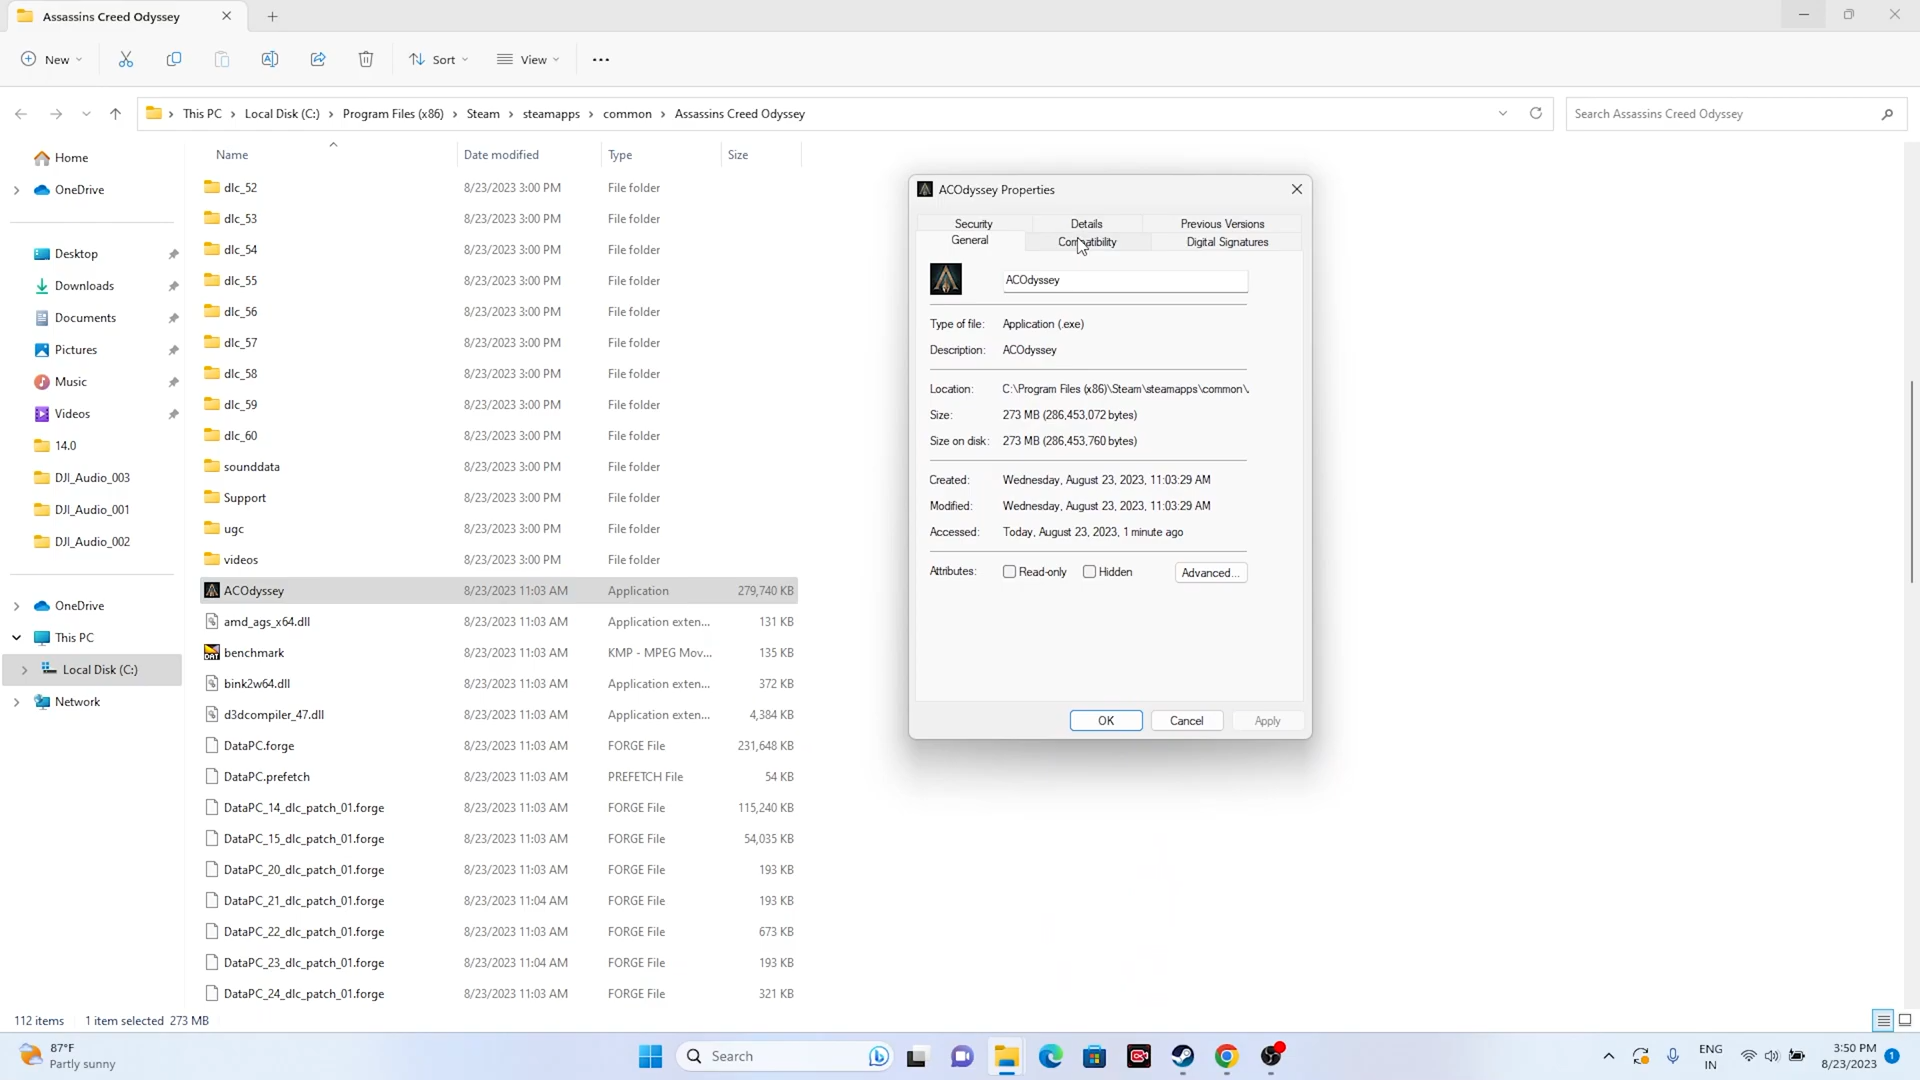 Assassins Creed Odyssey
New
Sort
View
This PC
Local Disk (C:)
Program Files (x86)
Steam
steamapps
common
Assassins Creed Odyssey
Search Assassins Creed Odyssey
Home
OneDrive
Desktop
Downloads
Documents
Pictures
Music
Videos
14.0
DJI_Audio_003
DJI_Audio_001
DJI_Audio_002
OneDrive
This PC
Local Disk (C:)
Network
Name Date modified Type Size
dlc_52 8/23/2023 3:00 PM File folder
dlc_53 8/23/2023 3:00 PM File folder
dlc_54 8/23/2023 3:00 PM File folder
dlc_55 8/23/2023 3:00 PM File folder
dlc_56 8/23/2023 3:00 PM File folder
dlc_57 8/23/2023 3:00 PM File folder
dlc_58 8/23/2023 3:00 PM File folder
dlc_59 8/23/2023 3:00 PM File folder
dlc_60 8/23/2023 3:00 PM File folder
sounddata 8/23/2023 3:00 PM File folder
Support 8/23/2023 3:00 PM File folder
ugc 8/23/2023 3:00 PM File folder
videos 8/23/2023 3:00 PM File folder
ACOdyssey 8/23/2023 11:03 AM Application 279,740 KB
amd_ags_x64.dll 8/23/2023 11:03 AM Application exten... 131 KB
benchmark 8/23/2023 11:03 AM KMP - MPEG Mov... 135 KB
bink2w64.dll 8/23/2023 11:03 AM Application exten... 372 KB
d3dcompiler_47.dll 8/23/2023 11:03 AM Application exten... 4,384 KB
DataPC.forge 8/23/2023 11:03 AM FORGE File 231,648 KB
DataPC.prefetch 8/23/2023 11:03 AM PREFETCH File 54 KB
DataPC_14_dlc_patch_01.forge 8/23/2023 11:03 AM FORGE File 115,240 KB
DataPC_15_dlc_patch_01.forge 8/23/2023 11:03 AM FORGE File 54,035 KB
DataPC_20_dlc_patch_01.forge 8/23/2023 11:03 AM FORGE File 193 KB
DataPC_21_dlc_patch_01.forge 8/23/2023 11:04 AM FORGE File 193 KB
DataPC_22_dlc_patch_01.forge 8/23/2023 11:03 AM FORGE File 673 KB
DataPC_23_dlc_patch_01.forge 8/23/2023 11:04 AM FORGE File 193 KB
DataPC_24_dlc_patch_01.forge 8/23/2023 11:03 AM FORGE File 321 KB
ACOdyssey Properties
Security Details Previous Versions
General Compatibility Digital Signatures
ACOdyssey
Type of file: Application (.exe)
Description: ACOdyssey
Location: C:\Program Files (x86)\Steam\steamapps\common\
Size: 273 MB (286,453,072 bytes)
Size on disk: 273 MB (286,453,760 bytes)
Created: Wednesday, August 23, 2023, 11:03:29 AM
Modified: Wednesday, August 23, 2023, 11:03:29 AM
Accessed: Today, August 23, 2023, 1 minute ago
Attributes: Read-only Hidden Advanced...
OK Cancel Apply
112 items 1 item selected 273 MB
87°F
Partly sunny
Search
ENG
IN
3:50 PM
8/23/2023
1